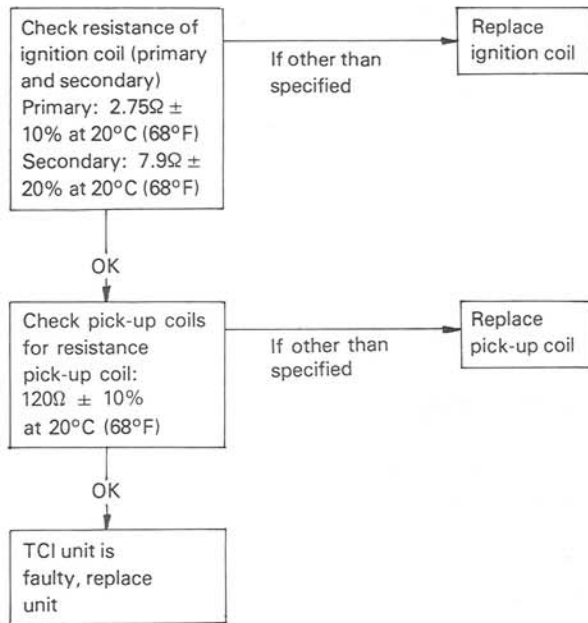 Check resistance of
ignition coil (primary
and secondary)
Primary: 2.75Ω ±
10% at 20°C (68°F)
Secondary: 7.9Ω ±
20% at 20°C (68°F)
If other than
specified
Replace
ignition coil
OK
Check pick-up coils
for resistance
pick-up coil:
120Ω ± 10%
at 20°C (68°F)
If other than
specified
Replace
pick-up coil
OK
TCI unit is
faulty, replace
unit